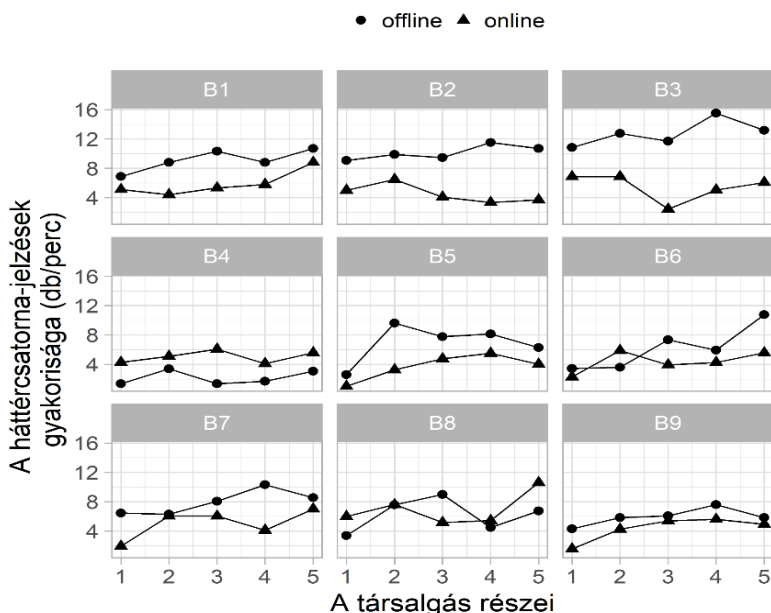 offline online
B1 B2 B3
16
12
8
4
B4 B5 B6
16
12
8
4
B7 B8 B9
16
12
8
4
1 2 3 4 5 1 2 3 4 5 1 2 3 4 5
A háttércsatorna-jelzések
gyakorisága (db/perc)
A társalgás részei